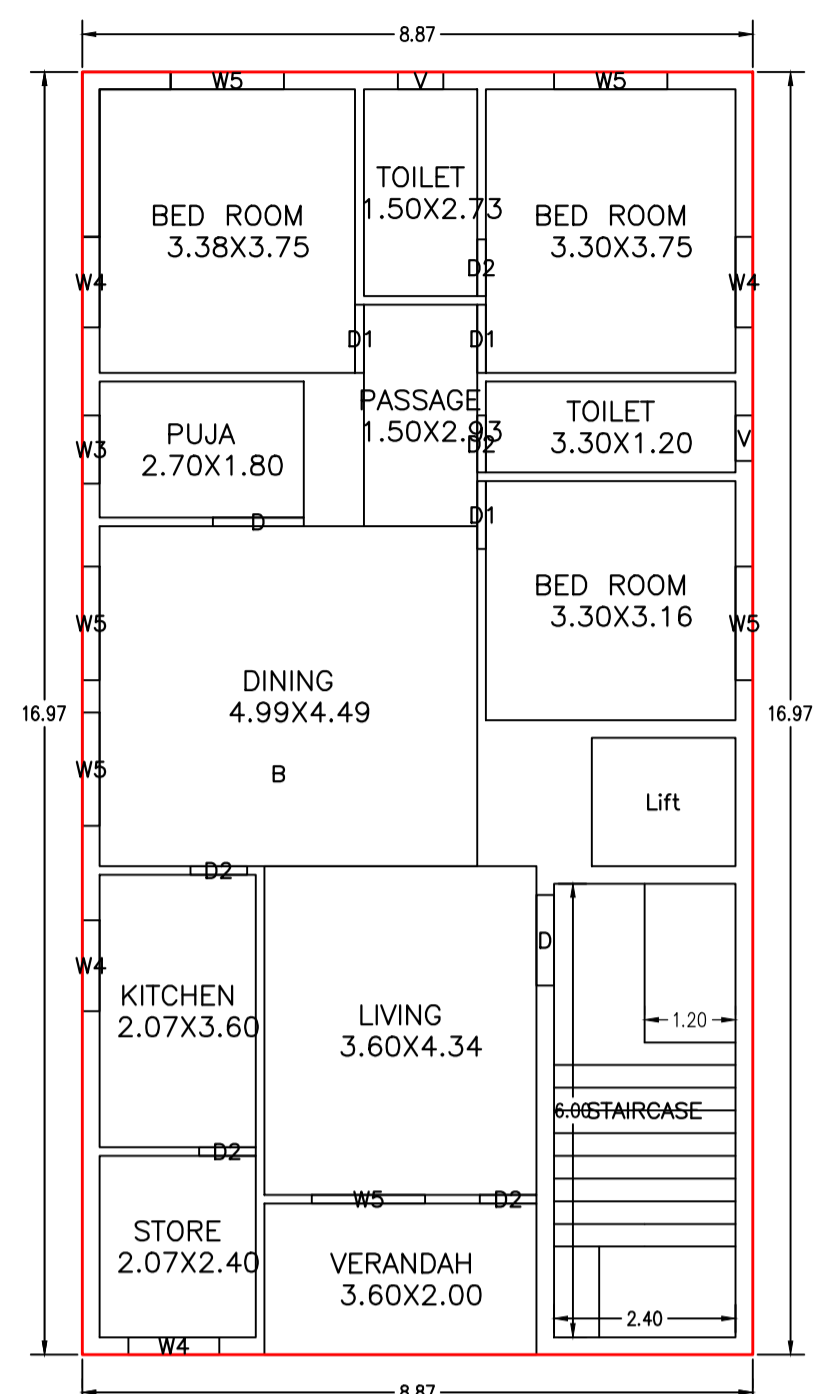 8.87
W5
V
W5
TOILET
1.50X2.73
BED ROOM
3.38X3.75
BED ROOM
3.30X3.75
D2
W4
W4
D1
D1
PASSAGE
1.50X2.93
TOILET
3.30X1.20
PUJA
2.70X1.80
D2
V
W3
D1
D
BED ROOM
3.30X3.16
W5
W5
DINING
4.99X4.49
16.97
16.97
W5
B
Lift
D2
D
W4
KITCHEN
2.07X3.60
LIVING
3.60X4.34
1.20
6.00
STAIRCASE
D2
W5
D2
STORE
2.07X2.40
VERANDAH
3.60X2.00
2.40
W4
8.87